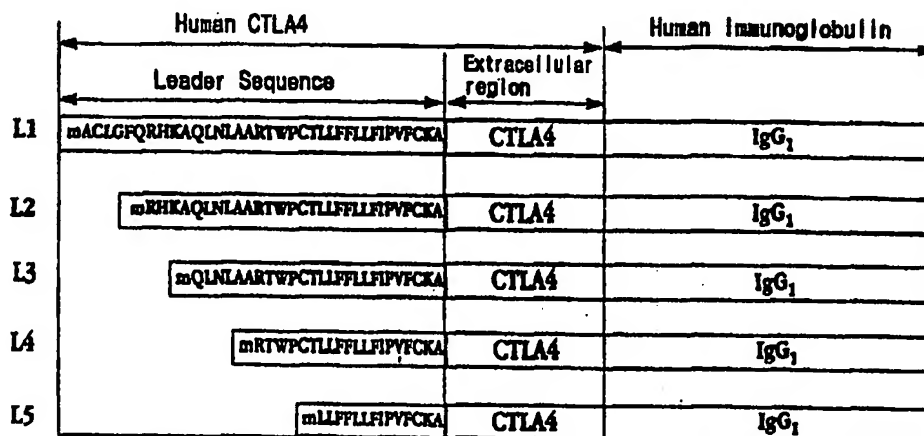 Human CTLA4 Human Immunoglobulin
Leader Sequence Extracellular region
L1 mACLGFQRHKAQLNLAARTWPCTLLFFLLFIPVFCKA CTLA4 IgG1
L2 mRHKAQLNLAARTWPCTLLFFLLFIPVFCKA CTLA4 IgG1
L3 mQLNLAARTWPCTLLFFLLFIPVFCKA CTLA4 IgG1
L4 mRTWPCTLLFFLLFIPVFCKA CTLA4 IgG1
L5 mLLFFLLFIPVFCKA CTLA4 IgG1